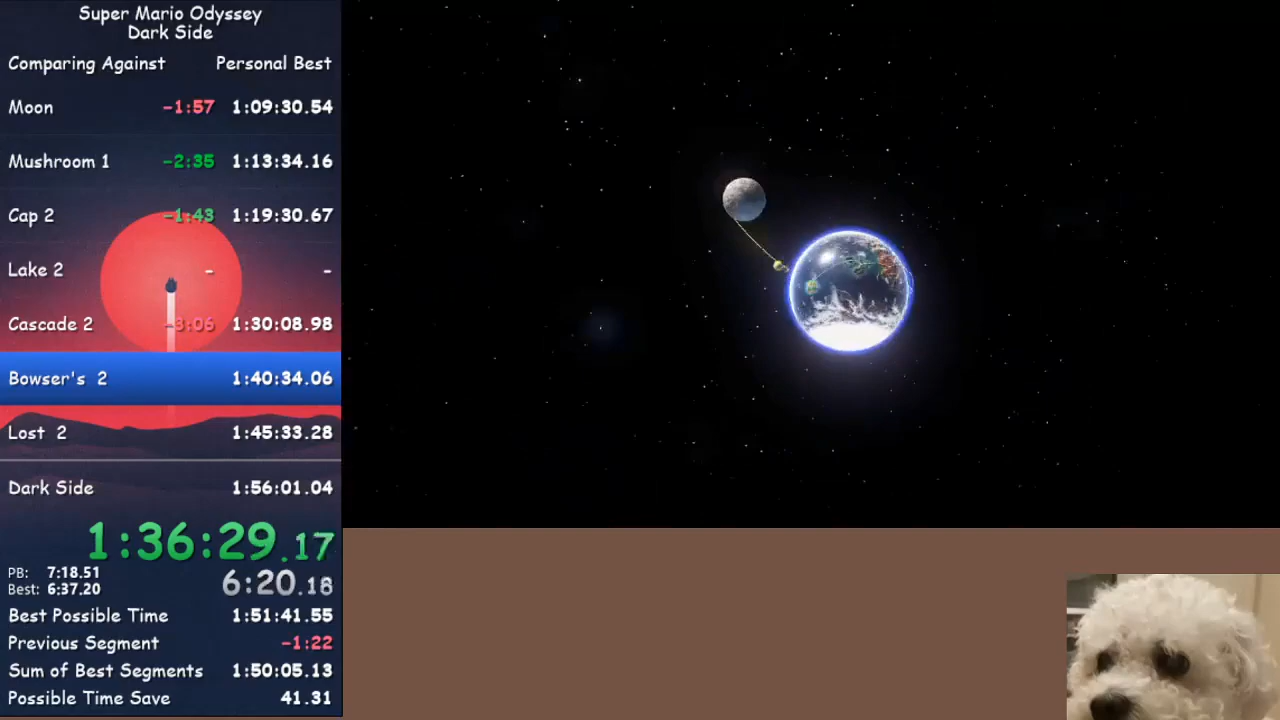 Super Mario Odyssey
Dark Side
Comparing Against Personal Best
Moon -1:57 1:09:30.54
Mushroom 1 -2:35 1:13:34.16
Cap 2 -1:43 1:19:30.67
Lake 2 - -
Cascade 2 -3:06 1:30:08.98
Bowser's 2 1:40:34.06
Lost 2 1:45:33.28
Dark Side 1:56:01.04
1:36:29.17
PB: 7:18.51
Best: 6:37.20
6:20.18
Best Possible Time 1:51:41.55
Previous Segment -1:22
Sum of Best Segments 1:50:05.13
Possible Time Save 41.31